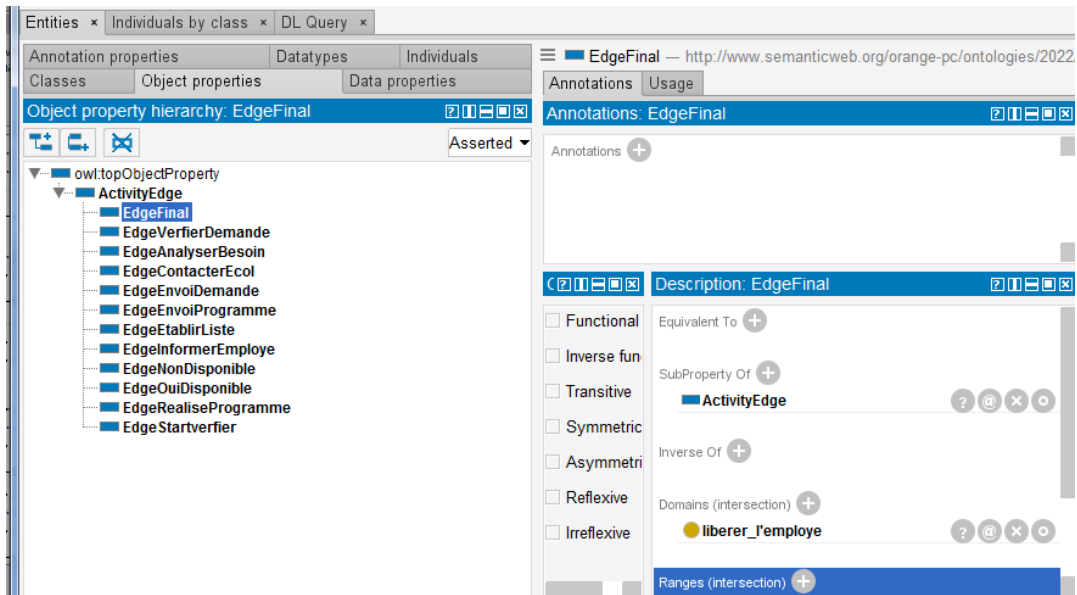 Entities × Individuals by class × DL Query ×
Annotation properties Datatypes Individuals
Classes Object properties Data properties
Object property hierarchy: EdgeFinal
Asserted
owl:topObjectProperty
ActivityEdge
EdgeFinal
EdgeVerfierDemande
EdgeAnalyserBesoin
EdgeContacterEcol
EdgeEnvoiDemande
EdgeEnvoiProgramme
EdgeEtablirListe
EdgeInformerEmploye
EdgeNonDisponible
EdgeOuiDisponible
EdgeRealiseProgramme
EdgeStartverfier
EdgeFinal — http://www.semanticweb.org/orange-pc/ontologies/2022
Annotations Usage
Annotations: EdgeFinal
Annotations
Functional
Inverse fun
Transitive
Symmetric
Asymmetri
Reflexive
Irreflexive
Description: EdgeFinal
Equivalent To
SubProperty Of
ActivityEdge
Inverse Of
Domains (intersection)
liberer_l'employe
Ranges (intersection)